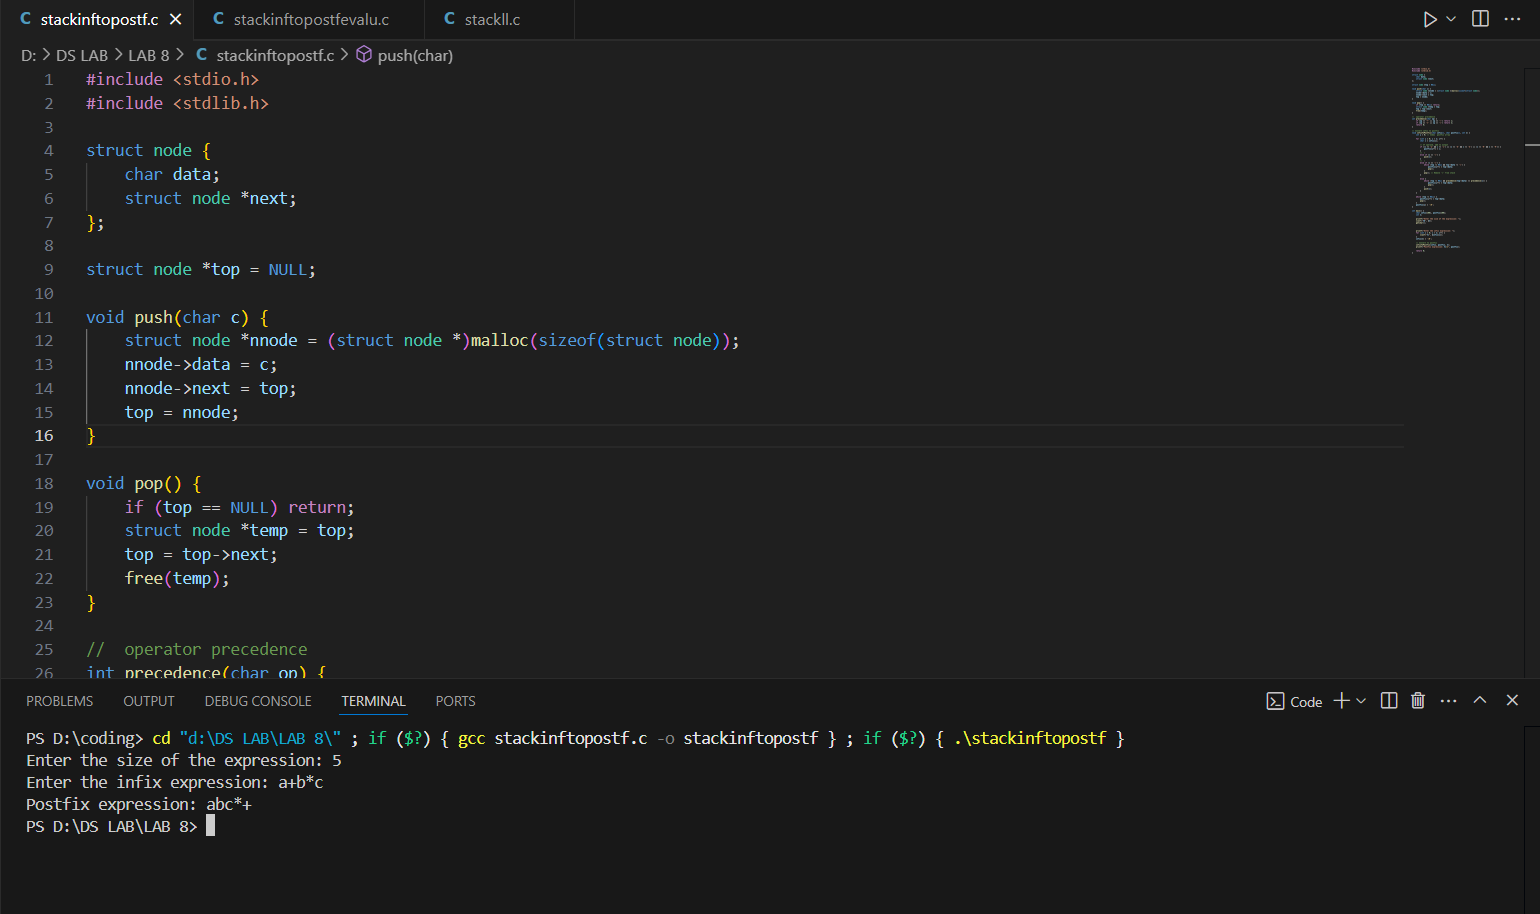 C stackinftopostf.c × C stackinftopostfevalu.c C stackll.c
D: > DS LAB > LAB 8 > C stackinftopostf.c > push(char)
1 #include <stdio.h>
2 #include <stdlib.h>
3
4 struct node {
5     char data;
6     struct node *next;
7 };
8
9 struct node *top = NULL;
10
11 void push(char c) {
12     struct node *nnode = (struct node *)malloc(sizeof(struct node));
13     nnode->data = c;
14     nnode->next = top;
15     top = nnode;
16 }
17
18 void pop() {
19     if (top == NULL) return;
20     struct node *temp = top;
21     top = top->next;
22     free(temp);
23 }
24
25 //  operator precedence
26 int precedence(char op) {
PROBLEMS OUTPUT DEBUG CONSOLE TERMINAL PORTS Code
PS D:\coding> cd "d:\DS LAB\LAB 8\" ; if ($?) { gcc stackinftopostf.c -o stackinftopostf } ; if ($?) { .\stackinftopostf }
Enter the size of the expression: 5
Enter the infix expression: a+b*c
Postfix expression: abc*+
PS D:\DS LAB\LAB 8>